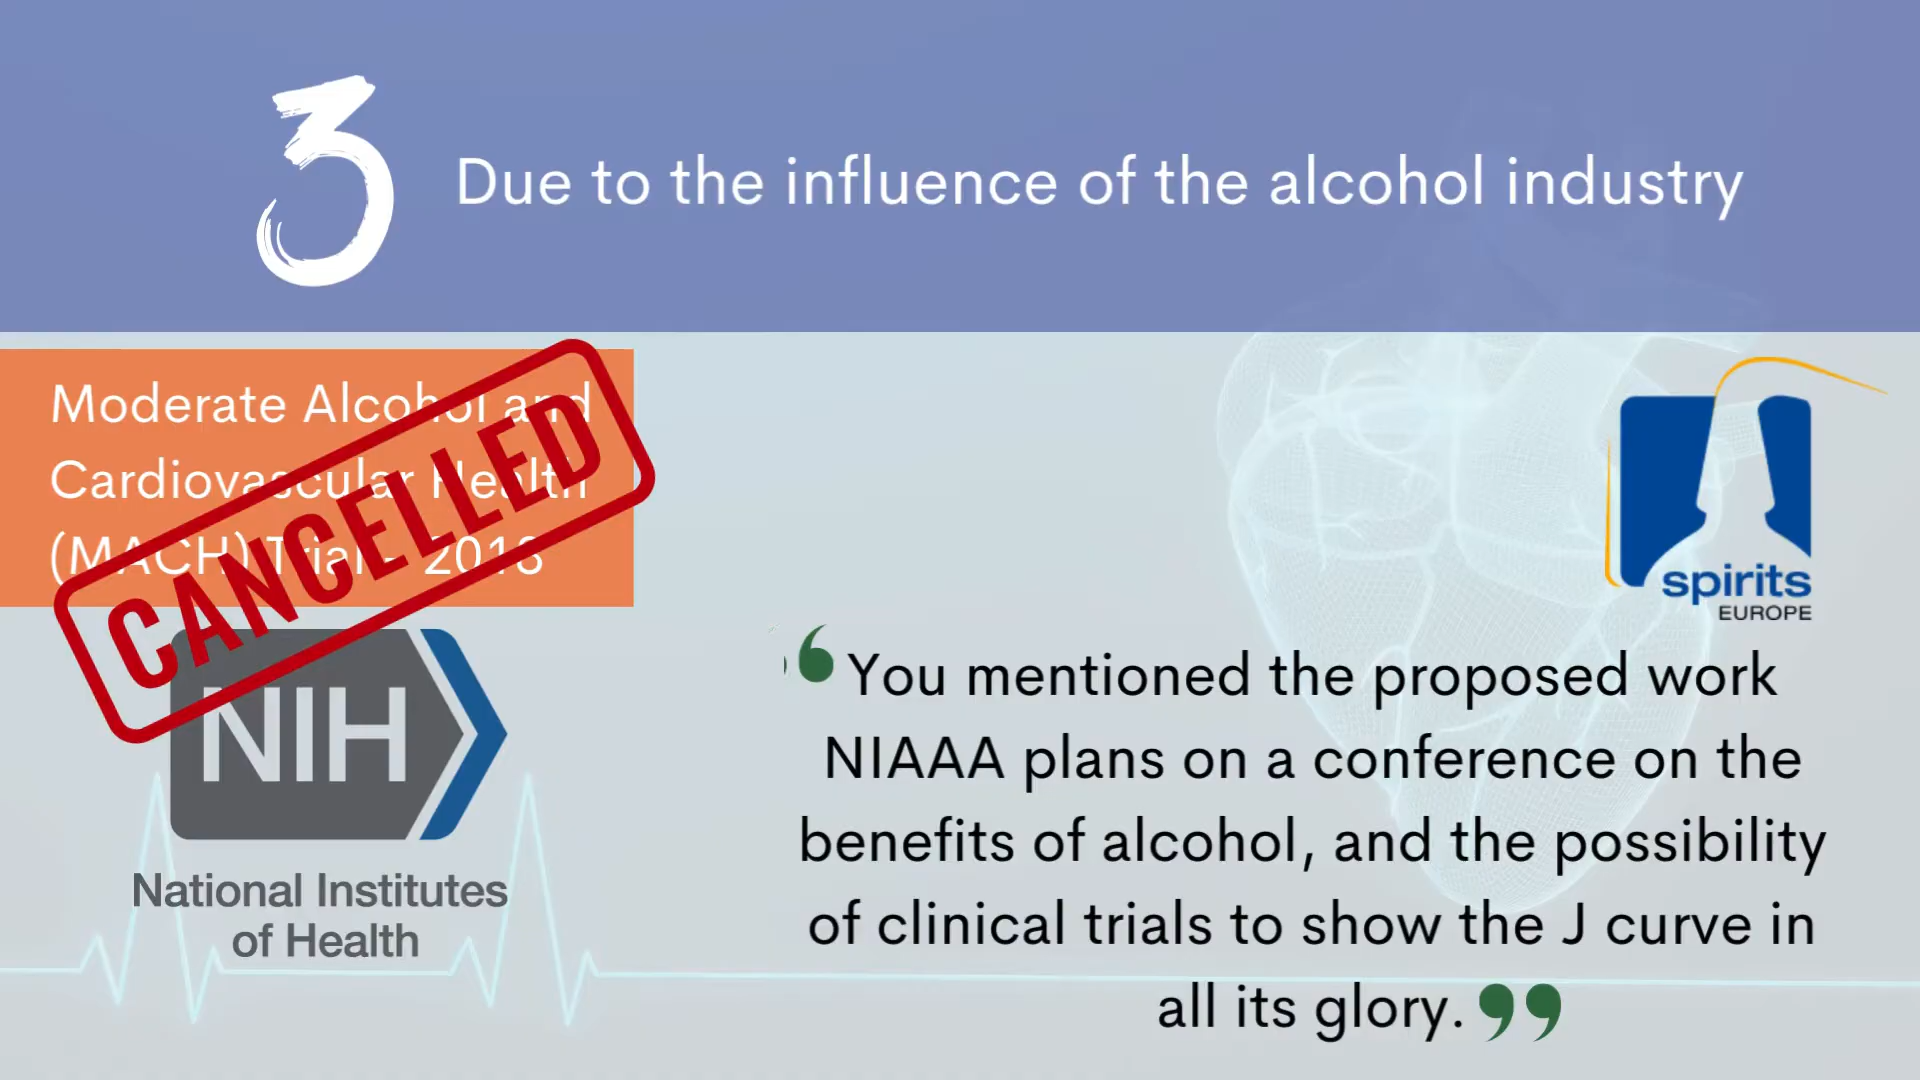 3
Due to the influence of the alcohol industry
Moderate Alcohol and
Cardiovascular Health
(MACH) Trial - 2018
CANCELLED
NIH
National Institutes
of Health
spirits
EUROPE
❛You mentioned the proposed work
NIAAA plans on a conference on the
benefits of alcohol, and the possibility
of clinical trials to show the J curve in
all its glory.❜❜